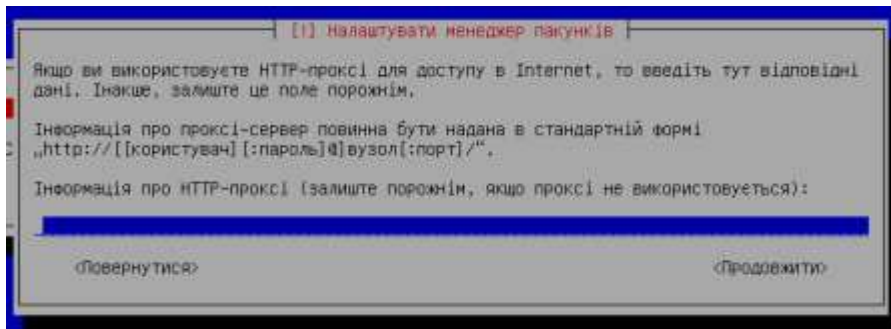 [!] Налаштувати менеджер пакунків
Якщо ви використовуєте HTTP-проксі для доступу в Internet, то введіть тут відповідні
дані. Інакше, залиште це поле порожнім.
Інформація про проксі-сервер повинна бути надана в стандартній формі
„http://[[користувач][:пароль]@]вузол[:порт]/“.
Інформація про HTTP-проксі (залиште порожнім, якщо проксі не використовується):
<Повернутися> <Продовжити>